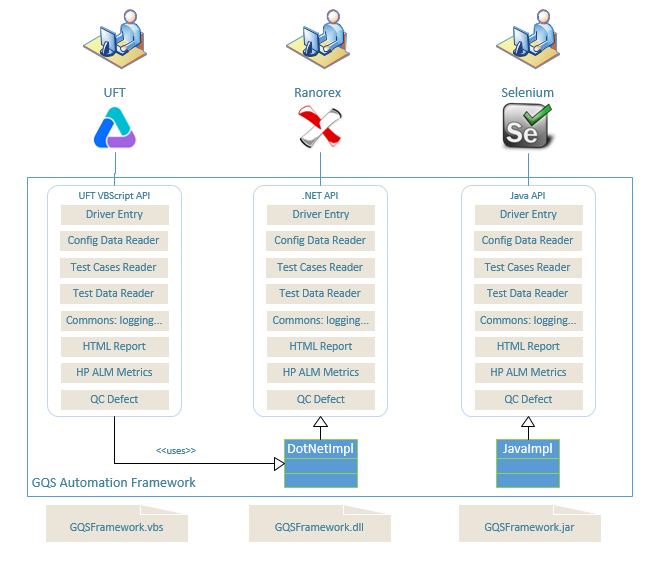 UFT
Ranorex
Selenium
Se
UFT VBScript API
Driver Entry
Config Data Reader
Test Cases Reader
Test Data Reader
Commons: logging...
HTML Report
HP ALM Metrics
QC Defect
.NET API
Driver Entry
Config Data Reader
Test Cases Reader
Test Data Reader
Commons: logging...
HTML Report
HP ALM Metrics
QC Defect
Java API
Driver Entry
Config Data Reader
Test Cases Reader
Test Data Reader
Commons: logging...
HTML Report
HP ALM Metrics
QC Defect
<<uses>>
DotNetImpl
JavaImpl
GQS Automation Framework
GQSFramework.vbs
GQSFramework.dll
GQSFramework.jar